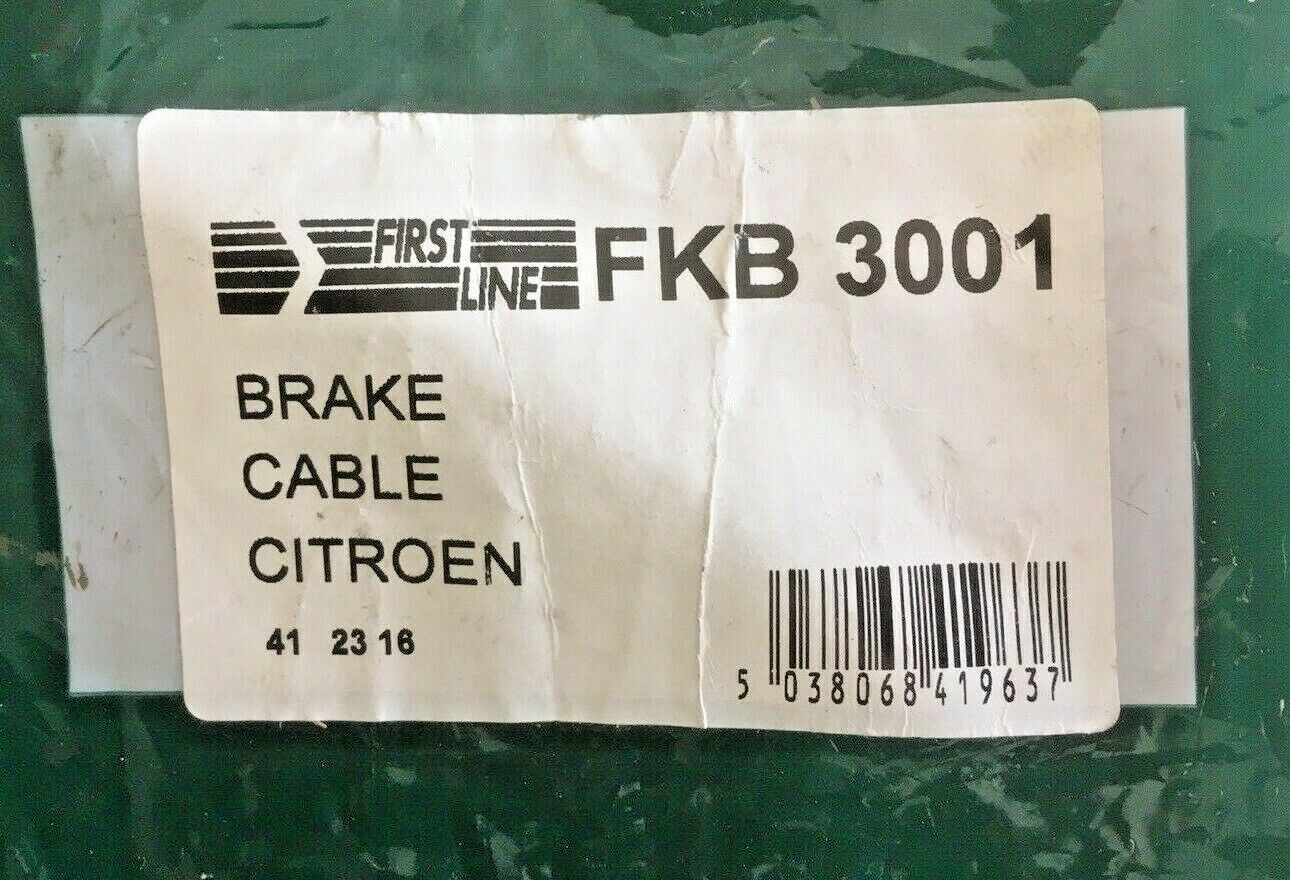 FIRST LINE FKB 3001
BRAKE
CABLE
CITROEN
41 23 16
5 038068 419637